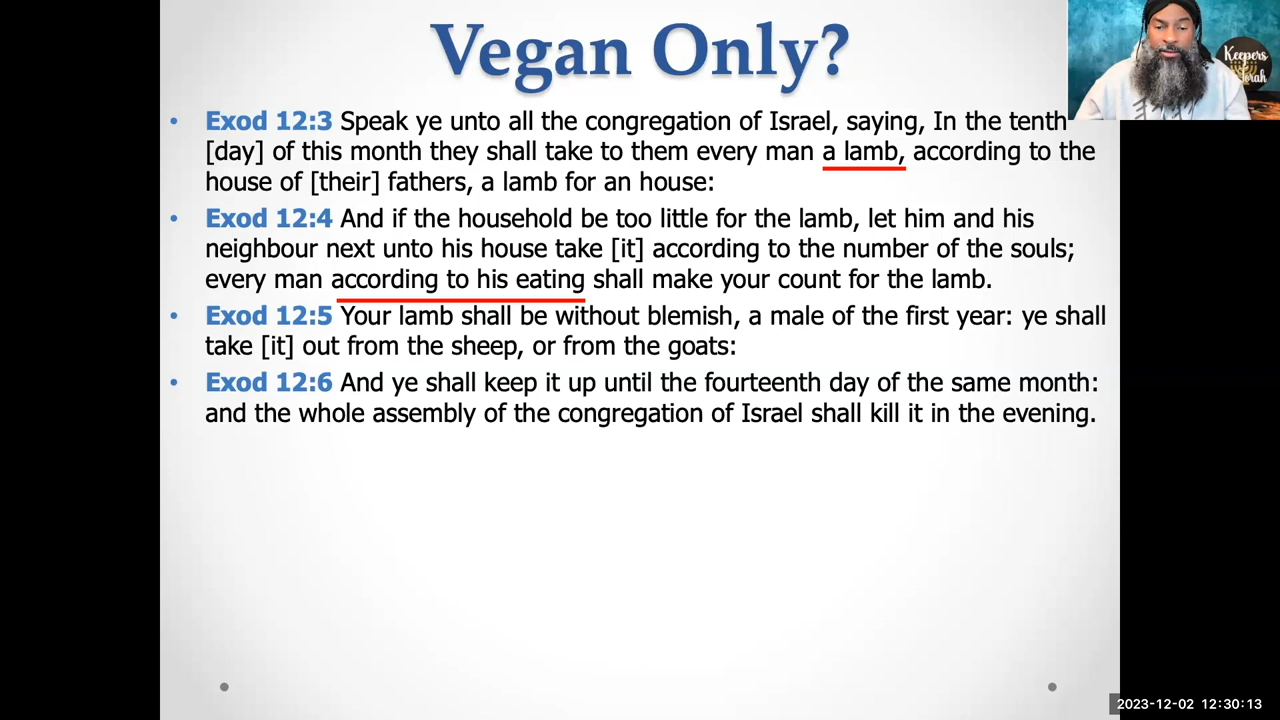 Vegan Only?
Keepers
Torah
• Exod 12:3 Speak ye unto all the congregation of Israel, saying, In the tenth
[day] of this month they shall take to them every man a lamb, according to the
house of [their] fathers, a lamb for an house:
• Exod 12:4 And if the household be too little for the lamb, let him and his
neighbour next unto his house take [it] according to the number of the souls;
every man according to his eating shall make your count for the lamb.
• Exod 12:5 Your lamb shall be without blemish, a male of the first year: ye shall
take [it] out from the sheep, or from the goats:
• Exod 12:6 And ye shall keep it up until the fourteenth day of the same month:
and the whole assembly of the congregation of Israel shall kill it in the evening.
2023-12-02 12:30:13